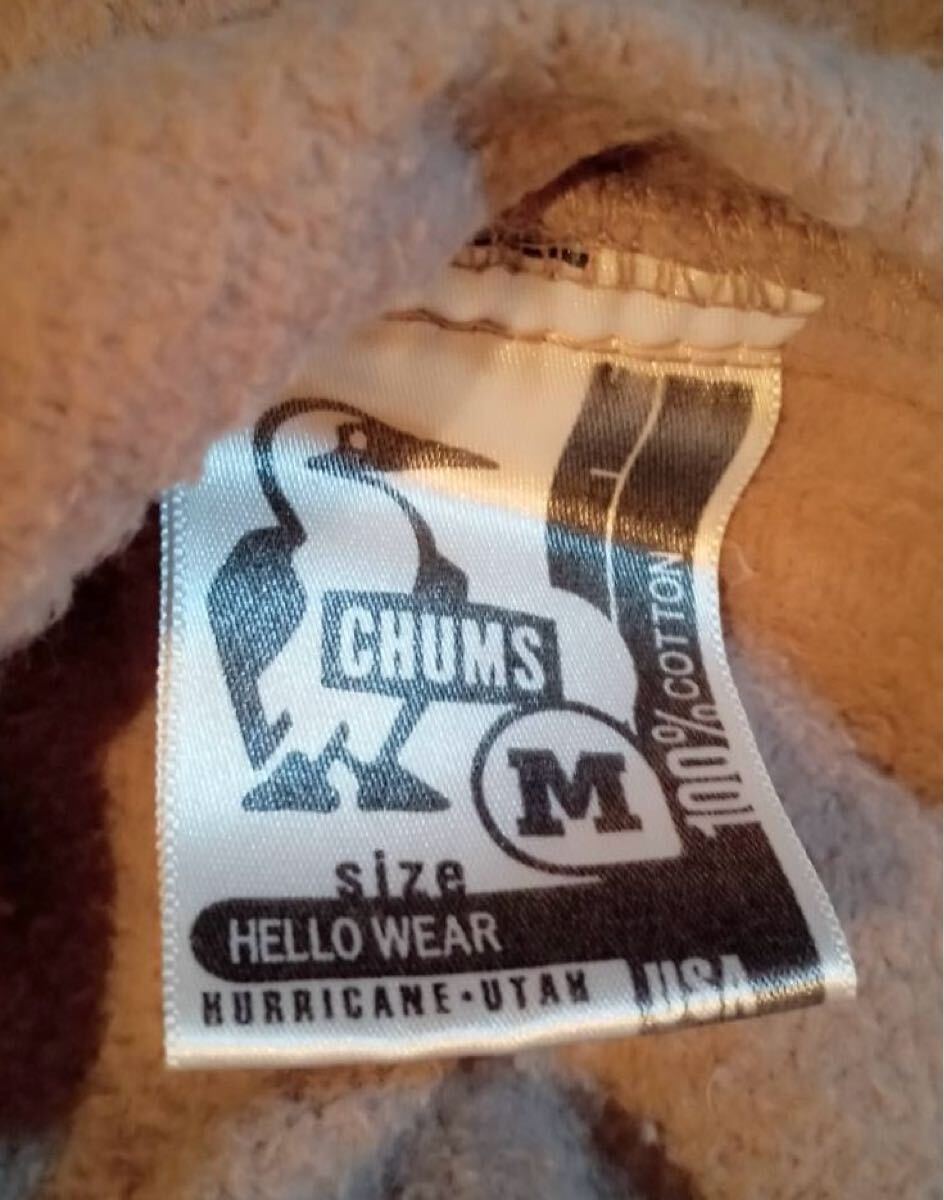 CHUMS
100% COTTON
M
size
HELLO WEAR
HURRICANE•UTAH USA